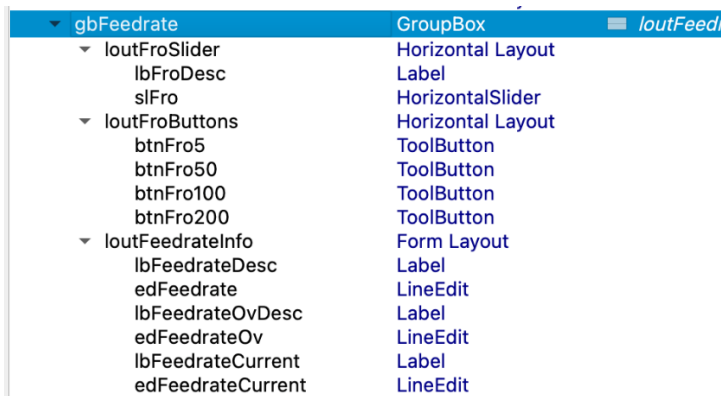 gbFeedrate GroupBox
loutFroSlider Horizontal Layout
lbFroDesc Label
slFro HorizontalSlider
loutFroButtons Horizontal Layout
btnFro5 ToolButton
btnFro50 ToolButton
btnFro100 ToolButton
btnFro200 ToolButton
loutFeedrateInfo Form Layout
lbFeedrateDesc Label
edFeedrate LineEdit
lbFeedrateOvDesc Label
edFeedrateOv LineEdit
lbFeedrateCurrent Label
edFeedrateCurrent LineEdit